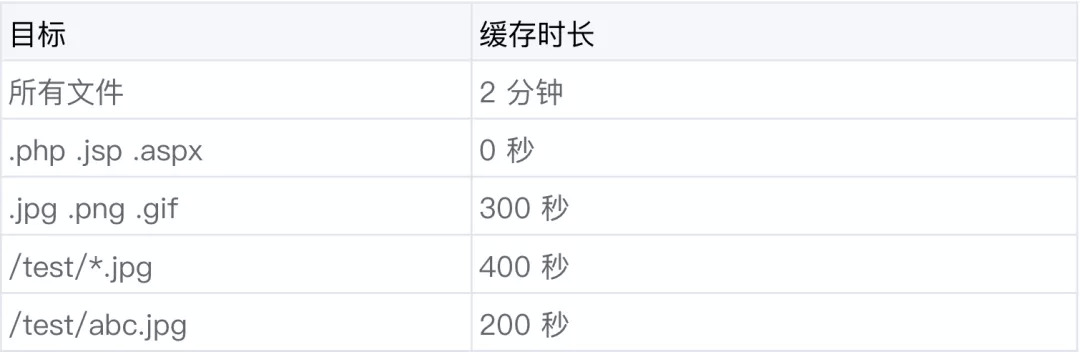 目标 缓存时长
所有文件 2 分钟
.php .jsp .aspx 0 秒
.jpg .png .gif 300 秒
/test/*.jpg 400 秒
/test/abc.jpg 200 秒